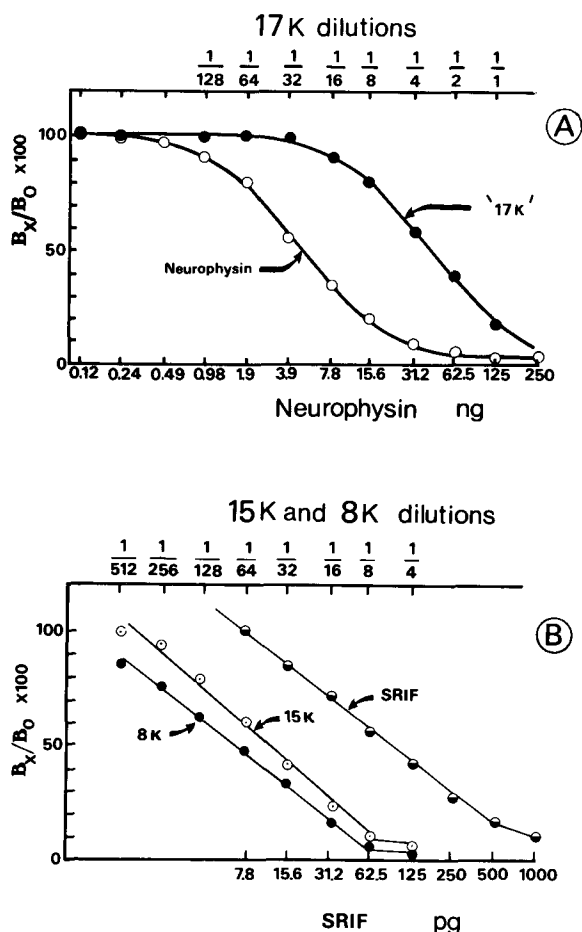 17K dilutions
1/128 1/64 1/32 1/16 1/8 1/4 1/2 1/1
A
100
50
0
Bx/Bo x100
'17K'
Neurophysin
0.12 0.24 0.49 0.98 1.9 3.9 7.8 15.6 31.2 62.5 125 250
Neurophysin ng
15K and 8K dilutions
1/512 1/256 1/128 1/64 1/32 1/16 1/8 1/4
B
100
50
0
Bx/Bo x100
SRIF
15K
8K
7.8 15.6 31.2 62.5 125 250 500 1000
SRIF pg